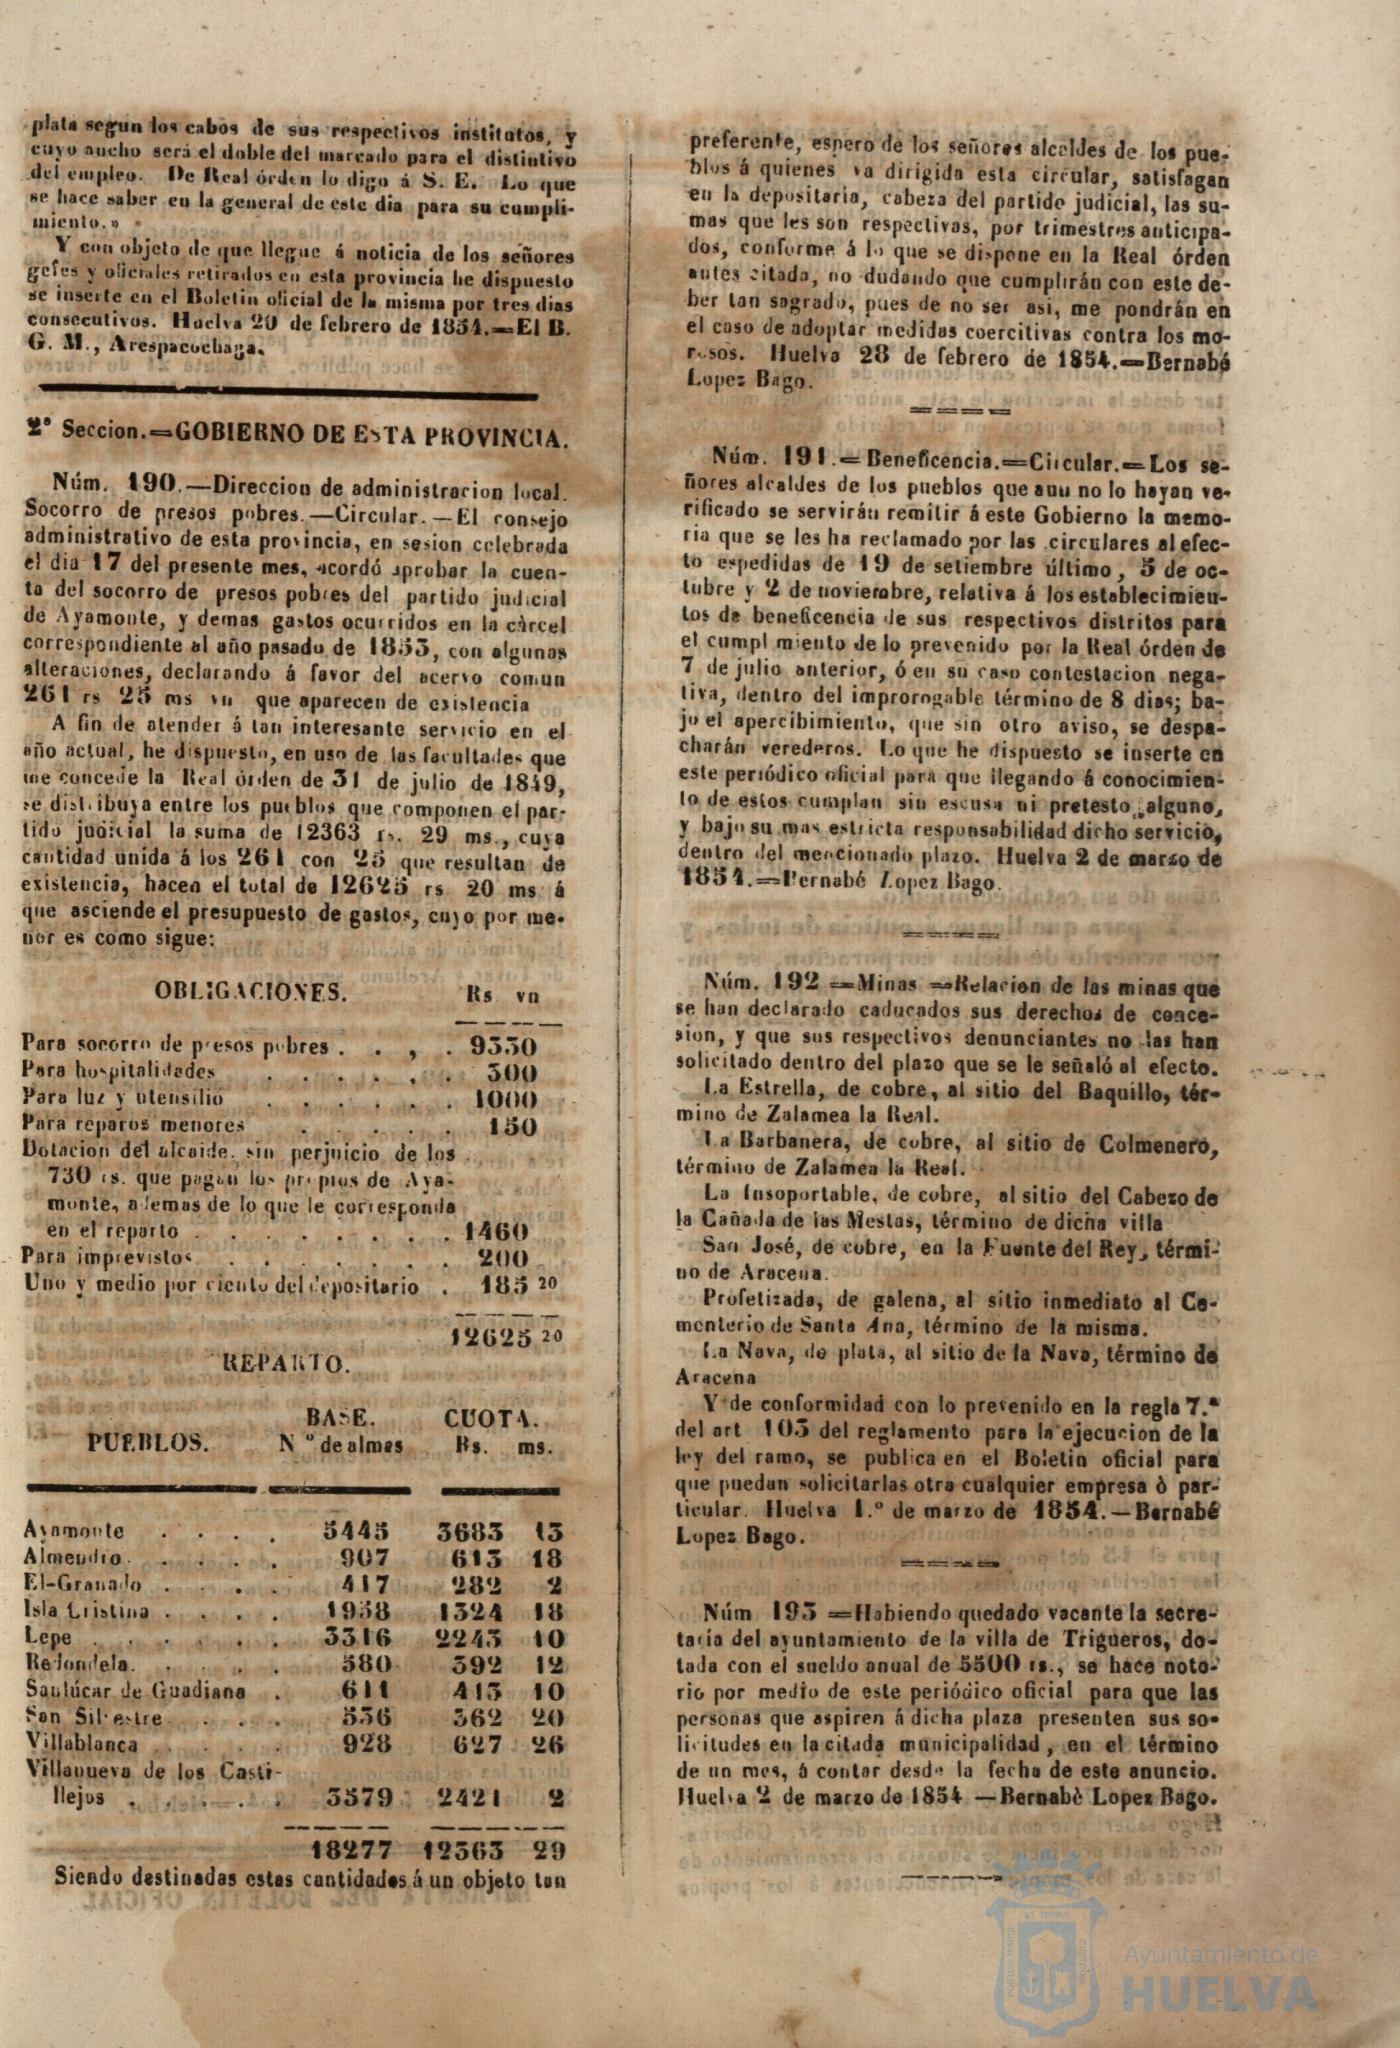 plata segun los cabos de sus respectivos institutos, y
cuyo ancho será el doble del marcado para el distintivo
del empleo. De Real órden lo digo á S. E. Lo que
se hace saber en la general de este dia para su cumpli-
miento.»
Y con objeto de que llegue á noticia de los señores
gefes y oficiales retirados en esta provincia he dispuesto
se inserte en el Boletin oficial de la misma por tres dias
consecutivos. Huelva 20 de febrero de 1854.=El B.
G. M., Arespacochaga.
2ª Seccion.=GOBIERNO DE ESTA PROVINCIA.
Núm. 190.—Direccion de administracion local.
Socorro de presos pobres.—Circular.—El consejo
administrativo de esta provincia, en sesion celebrada
el dia 17 del presente mes, acordó aprobar la cuen-
ta del socorro de presos pobres del partido judicial
de Ayamonte, y demas gastos ocurridos en la cárcel
correspondiente al año pasado de 1853, con algunas
alteraciones, declarando á favor del acervo comun
261 rs 25 ms vn que aparecen de existencia
A fin de atender á tan interesante servicio en el
año actual, he dispuesto, en uso de las facultades que
me concede la Real órden de 31 de julio de 1849,
se distribuya entre los pueblos que componen el par-
tido judicial la suma de 12363 rs. 29 ms., cuya
cantidad unida á los 261 con 25 que resultan de
existencia, hacen el total de 12625 rs 20 ms á
que asciende el presupuesto de gastos, cuyo por me-
nor es como sigue:
OBLIGACIONES. Rs vn
Para socorro de presos pobres . . , . 9330
Para hospitalidades . . . . . . 300
Para luz y utensilio . . . . . . 1000
Para reparos menores . . . . . 150
Dotacion del alcaide, sin perjuicio de los
730 rs. que pagan los propios de Aya-
monte, ademas de lo que le corresponda
en el reparto . . . . . . . . 1460
Para imprevistos . . . . . . . 200
Uno y medio por ciento del depositario . 185 20
12625 20
REPARTO.
PUEBLOS. BASE. Nº de almas CUOTA. Rs. ms.
Ayamonte . . . . 5445 3683 13
Almendro . . . . 907 613 18
El-Granado . . . . 417 282 2
Isla Cristina . . . . 1958 1324 18
Lepe . . . . . . 3316 2243 10
Redondela. . . . . 580 392 12
Sanlúcar de Guadiana . 611 413 10
San Silvestre . . . . 536 362 20
Villablanca . . . . 928 627 26
Villanueva de los Casti-
llejos . . . . . . 3579 2421 2
18277 12363 29
Siendo destinadas estas cantidades á un objeto tan
preferente, espero de los señores alcaldes de los pue-
blos á quienes va dirigida esta circular, satisfagan
en la depositaria, cabeza del partido judicial, las su-
mas que les son respectivas, por trimestres anticipa-
dos, conforme á lo que se dispone en la Real órden
antes citada, no dudando que cumplirán con este de-
ber tan sagrado, pues de no ser asi, me pondrán en
el caso de adoptar medidas coercitivas contra los mo-
rosos. Huelva 28 de febrero de 1854.=Bernabé
Lopez Bago.
Núm. 191.=Beneficencia.=Circular.=Los se-
ñores alcaldes de los pueblos que aun no lo hayan ve-
rificado se servirán remitir á este Gobierno la memo-
ria que se les ha reclamado por las circulares al efec-
to espedidas de 19 de setiembre último, 5 de oc-
tubre y 2 de noviembre, relativa á los establecimien-
tos de beneficencia de sus respectivos distritos para
el cumplimiento de lo prevenido por la Real órden de
7 de julio anterior, ó en su caso contestacion nega-
tiva, dentro del improrogable término de 8 dias; ba-
jo el apercibimiento, que sin otro aviso, se despa-
charán verederos. Lo que he dispuesto se inserte en
este periódico oficial para que llegando á conocimien-
to de estos cumplan sin escusa ni pretesto alguno,
y bajo su mas estricta responsabilidad dicho servicio,
dentro del mencionado plazo. Huelva 2 de marzo de
1854.=Bernabé Lopez Bago.
Núm. 192=Minas=Relacion de las minas que
se han declarado caducados sus derechos de conce-
sion, y que sus respectivos denunciantes no las han
solicitado dentro del plazo que se le señaló al efecto.
La Estrella, de cobre, al sitio del Baquillo, tér-
mino de Zalamea la Real.
La Barbanera, de cobre, al sitio de Colmenero,
término de Zalamea la Real.
La Insoportable, de cobre, al sitio del Cabezo de
la Cañada de las Mestas, término de dicha villa
San José, de cobre, en la Fuente del Rey, térmi-
no de Aracena.
Profetizada, de galena, al sitio inmediato al Ce-
menterio de Santa Ana, término de la misma.
La Nava, de plata, al sitio de la Nava, término de
Aracena
Y de conformidad con lo prevenido en la regla 7.ª
del art 103 del reglamento para la ejecucion de la
ley del ramo, se publica en el Boletin oficial para
que puedan solicitarlas otra cualquier empresa ò par-
ticular. Huelva 1.º de marzo de 1854.—Bernabé
Lopez Bago.
Núm 193=Habiendo quedado vacante la secre-
taría del ayuntamiento de la villa de Trigueros, do-
tada con el sueldo anual de 5500 rs., se hace noto-
rio por medio de este periódico oficial para que las
personas que aspiren á dicha plaza presenten sus so-
licitudes en la citada municipalidad, en el término
de un mes, á contar desde la fecha de este anuncio.
Huelva 2 de marzo de 1854—Bernabè Lopez Bago.
Ayuntamiento de
HUELVA